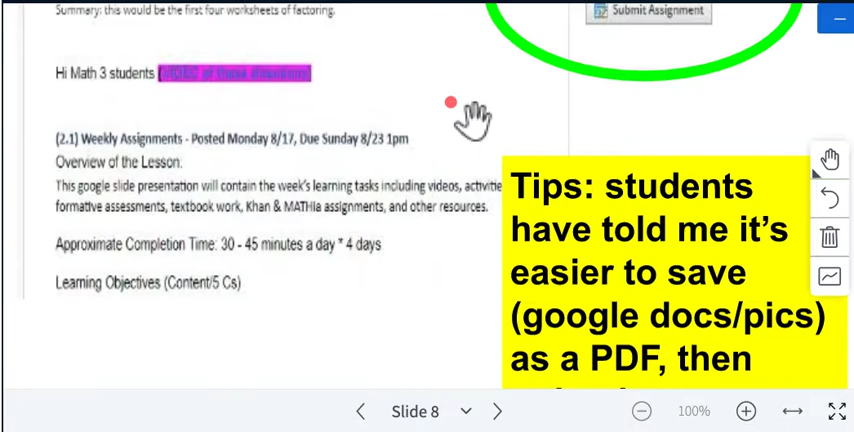 Summary: this would be the first four worksheets of factoring.
Submit Assignment
Hi Math 3 students (VIDEO of these directions)
(2.1) Weekly Assignments - Posted Monday 8/17, Due Sunday 8/23 1pm
Overview of the Lesson:
This google slide presentation will contain the week's learning tasks including videos, activitie
formative assessments, textbook work, Khan & MATHia assignments, and other resources.
Approximate Completion Time: 30 - 45 minutes a day * 4 days
Learning Objectives (Content/5 Cs)
Tips: students
have told me it's
easier to save
(google docs/pics)
as a PDF, then
Slide 8
100%